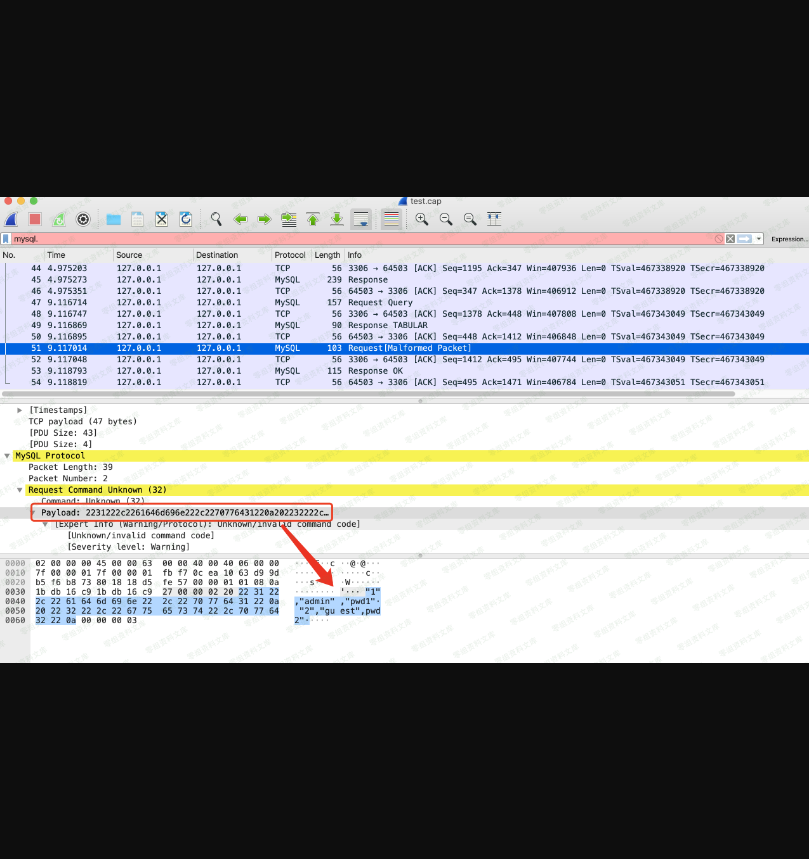 test.cap
mysql.
Expression...
No. Time Source Destination Protocol Length Info
44 4.975203 127.0.0.1 127.0.0.1 TCP 56 3306 → 64503 [ACK] Seq=1195 Ack=347 Win=407936 Len=0 TSval=467338920 TSecr=467338920
45 4.975273 127.0.0.1 127.0.0.1 MySQL 239 Response
46 4.975351 127.0.0.1 127.0.0.1 TCP 56 64503 → 3306 [ACK] Seq=347 Ack=1378 Win=406912 Len=0 TSval=467338920 TSecr=467338920
47 9.116714 127.0.0.1 127.0.0.1 MySQL 157 Request Query
48 9.116747 127.0.0.1 127.0.0.1 TCP 56 3306 → 64503 [ACK] Seq=1378 Ack=448 Win=407808 Len=0 TSval=467343049 TSecr=467343049
49 9.116869 127.0.0.1 127.0.0.1 MySQL 90 Response TABULAR
50 9.116895 127.0.0.1 127.0.0.1 TCP 56 64503 → 3306 [ACK] Seq=448 Ack=1412 Win=406848 Len=0 TSval=467343049 TSecr=467343049
51 9.117014 127.0.0.1 127.0.0.1 MySQL 103 Request[Malformed Packet]
52 9.117048 127.0.0.1 127.0.0.1 TCP 56 3306 → 64503 [ACK] Seq=1412 Ack=495 Win=407744 Len=0 TSval=467343049 TSecr=467343049
53 9.118793 127.0.0.1 127.0.0.1 MySQL 115 Response OK
54 9.118819 127.0.0.1 127.0.0.1 TCP 56 64503 → 3306 [ACK] Seq=495 Ack=1471 Win=406784 Len=0 TSval=467343051 TSecr=467343051
[Timestamps]
TCP payload (47 bytes)
[PDU Size: 43]
[PDU Size: 4]
MySQL Protocol
Packet Length: 39
Packet Number: 2
Request Command Unknown (32)
Command: Unknown (32)
Payload: 2231222c2261646d696e222c2270776431220a202232222c…
[Expert Info (Warning/Protocol): Unknown/invalid command code]
[Unknown/invalid command code]
[Severity level: Warning]
0000 02 00 00 00 45 00 00 63 00 00 40 00 40 06 00 00 ····E··c ··@·@···
0010 7f 00 00 01 7f 00 00 01 fb f7 0c ea 10 63 d9 9d ········ ·····c··
0020 b5 f6 b8 73 80 18 18 d5 fe 57 00 00 01 01 08 0a ···s···· ·W······
0030 1b db 16 c9 1b db 16 c9 27 00 00 02 20 22 31 22 ········ '··· "1"
0040 2c 22 61 64 6d 69 6e 22 2c 22 70 77 64 31 22 0a ,"admin" ,"pwd1"·
0050 20 22 32 22 2c 22 67 75 65 73 74 22 2c 70 77 64 "2","gu est",pwd
0060 32 22 0a 00 00 00 03 2"·····